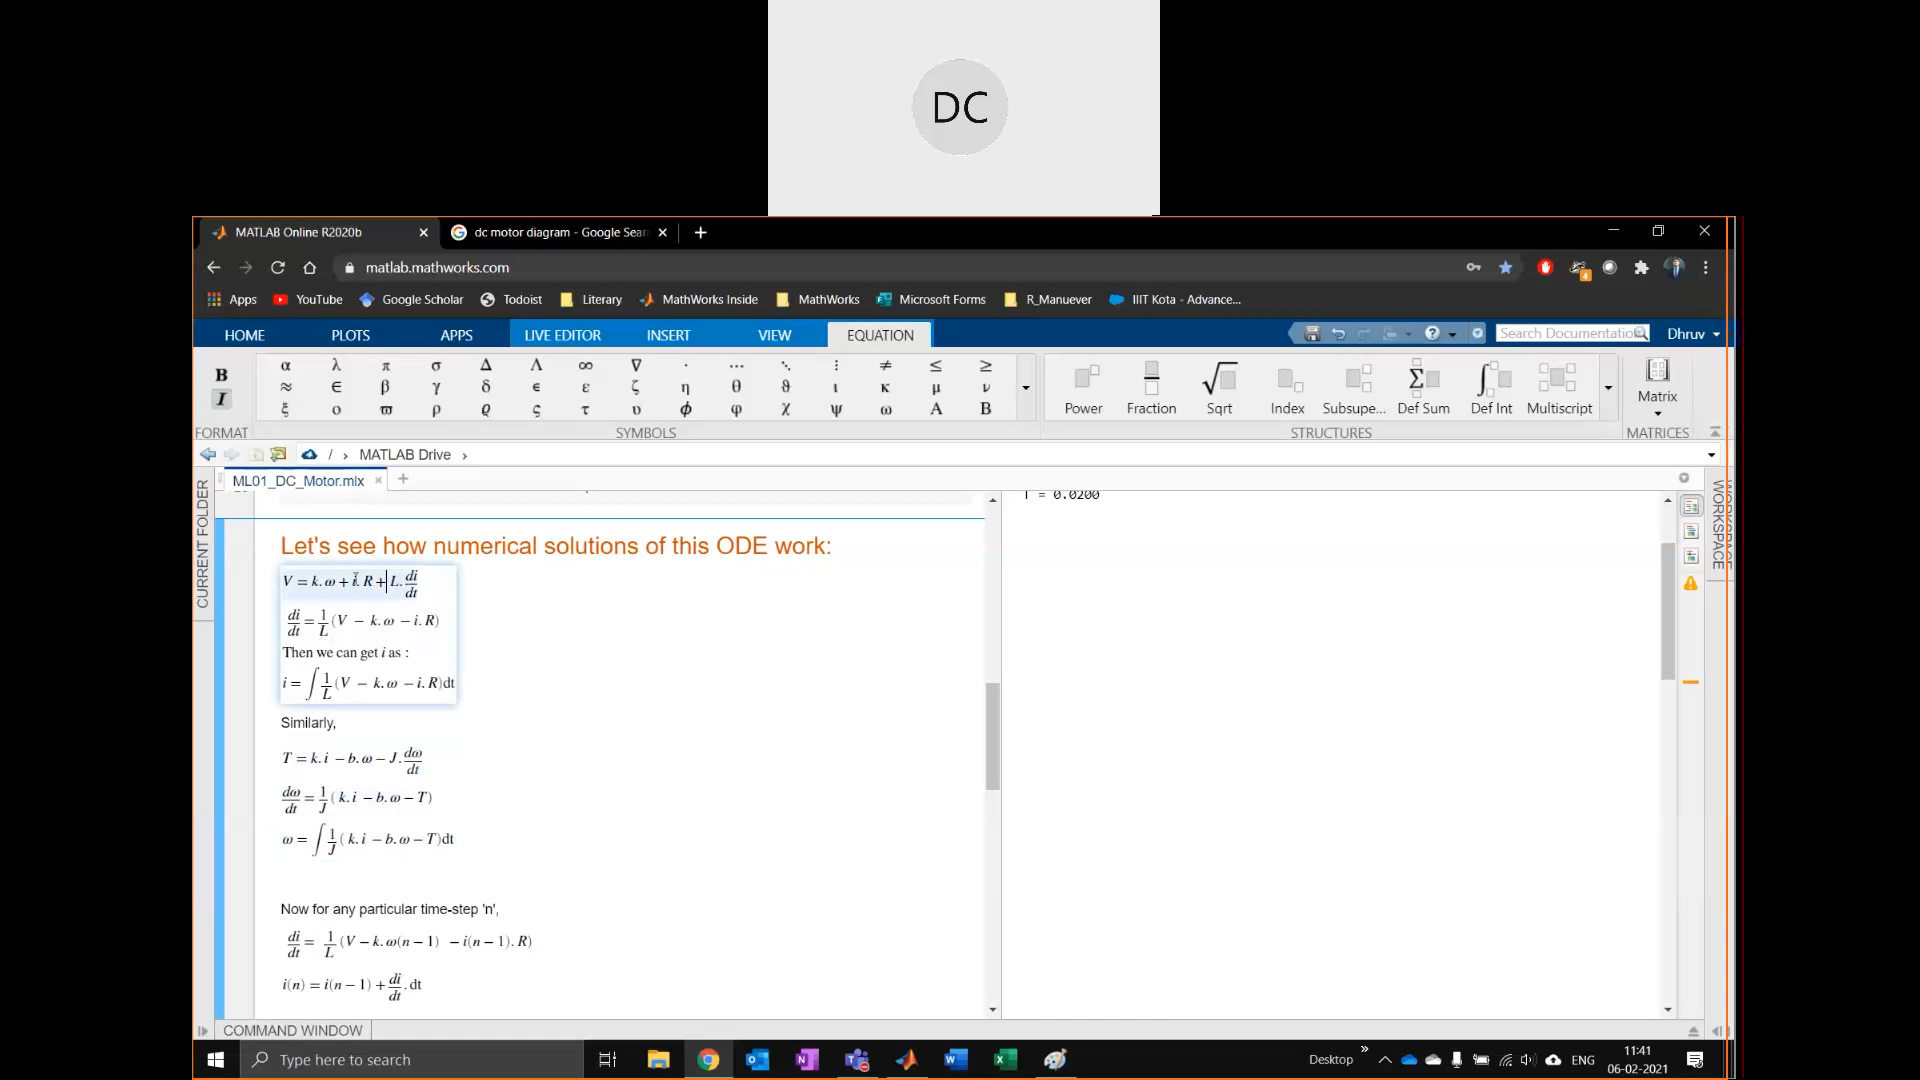 DC
MATLAB Online R2020b
dc motor diagram - Google Sear
matlab.mathworks.com
4
Apps YouTube Google Scholar Todoist Literary MathWorks Inside MathWorks Microsoft Forms R_Manuever IIIT Kota - Advance...
HOME PLOTS APPS LIVE EDITOR INSERT VIEW EQUATION Search Documentation Dhruv
B α λ π σ Δ Λ ∞ ∇ · ⋯ ⋱ ⋮ ≠ ≤ ≥
I ≈ ∈ β γ δ ϵ ε ζ η θ ϑ ι κ μ ν
ξ ο ϖ ρ ϱ ς τ υ ϕ φ χ ψ ω Α Β
Power Fraction Sqrt Index Subsupe... Def Sum Def Int Multiscript Matrix
FORMAT SYMBOLS STRUCTURES MATRICES
/ › MATLAB Drive ›
ML01_DC_Motor.mlx
CURRENT FOLDER
WORKSPACE
T = 0.0200
Let's see how numerical solutions of this ODE work:
V = k.ω + i.R + L.di/dt
di/dt = 1/L (V − k.ω − i.R)
Then we can get i as :
i = ∫ 1/L (V − k.ω − i.R)dt
Similarly,
T = k.i − b.ω − J.dω/dt
dω/dt = 1/J ( k.i − b.ω − T)
ω = ∫ 1/J ( k.i − b.ω − T)dt
Now for any particular time-step 'n',
di/dt = 1/L (V − k.ω(n − 1) − i(n − 1).R)
i(n) = i(n − 1) + di/dt . dt
COMMAND WINDOW
Type here to search
Desktop
ENG
11:41
06-02-2021